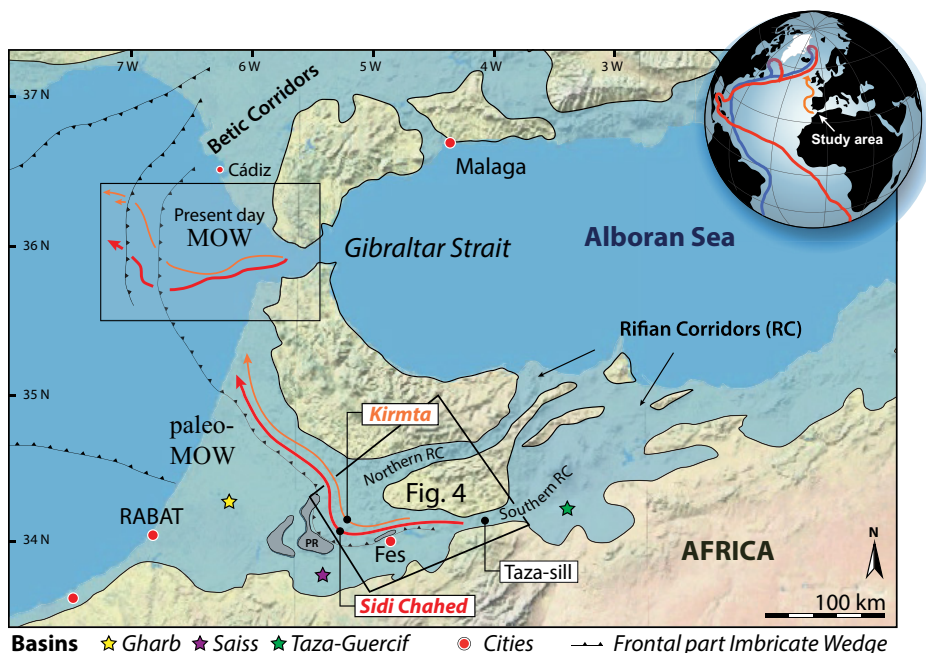 7 W
6 W
5 W
4 W
3 W
37 N
36 N
35 N
34 N
Betic Corridors
Cádiz
Malaga
Study area
Present day
MOW
Gibraltar Strait
Alboran Sea
Rifian Corridors (RC)
Kirmta
paleo-
MOW
Northern RC
Fig. 4
Southern RC
RABAT
PR
Fes
Taza-sill
Sidi Chahed
AFRICA
N
100 km
Basins Gharb Saiss Taza-Guercif Cities Frontal part Imbricate Wedge